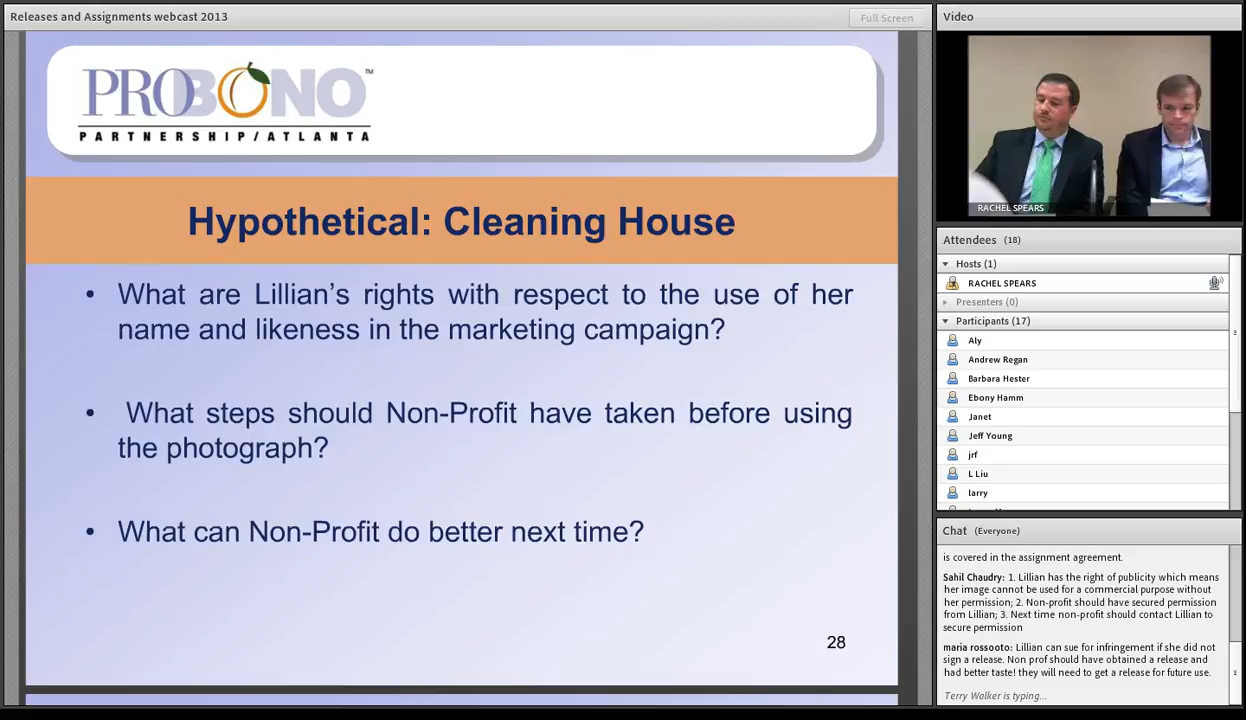 Releases and Assignments webcast 2013
Full Screen
PROBONO™
PARTNERSHIP/ATLANTA
Hypothetical: Cleaning House
• What are Lillian’s rights with respect to the use of her
name and likeness in the marketing campaign?
• What steps should Non-Profit have taken before using
the photograph?
• What can Non-Profit do better next time?
28
Video
RACHEL SPEARS
Attendees (18)
Hosts (1)
RACHEL SPEARS
Presenters (0)
Participants (17)
Aly
Andrew Regan
Barbara Hester
Ebony Hamm
Janet
Jeff Young
jrf
L Liu
larry
Chat (Everyone)
is covered in the assignment agreement.
Sahil Chaudry: 1. Lillian has the right of publicity which means
her image cannot be used for a commercial purpose without
her permission; 2. Non-profit should have secured permission
from Lillian; 3. Next time non-profit should contact Lillian to
secure permission
maria rossooto: Lillian can sue for infringement if she did not
sign a release. Non prof should have obtained a release and
had better taste! they will need to get a release for future use.
Terry Walker is typing...